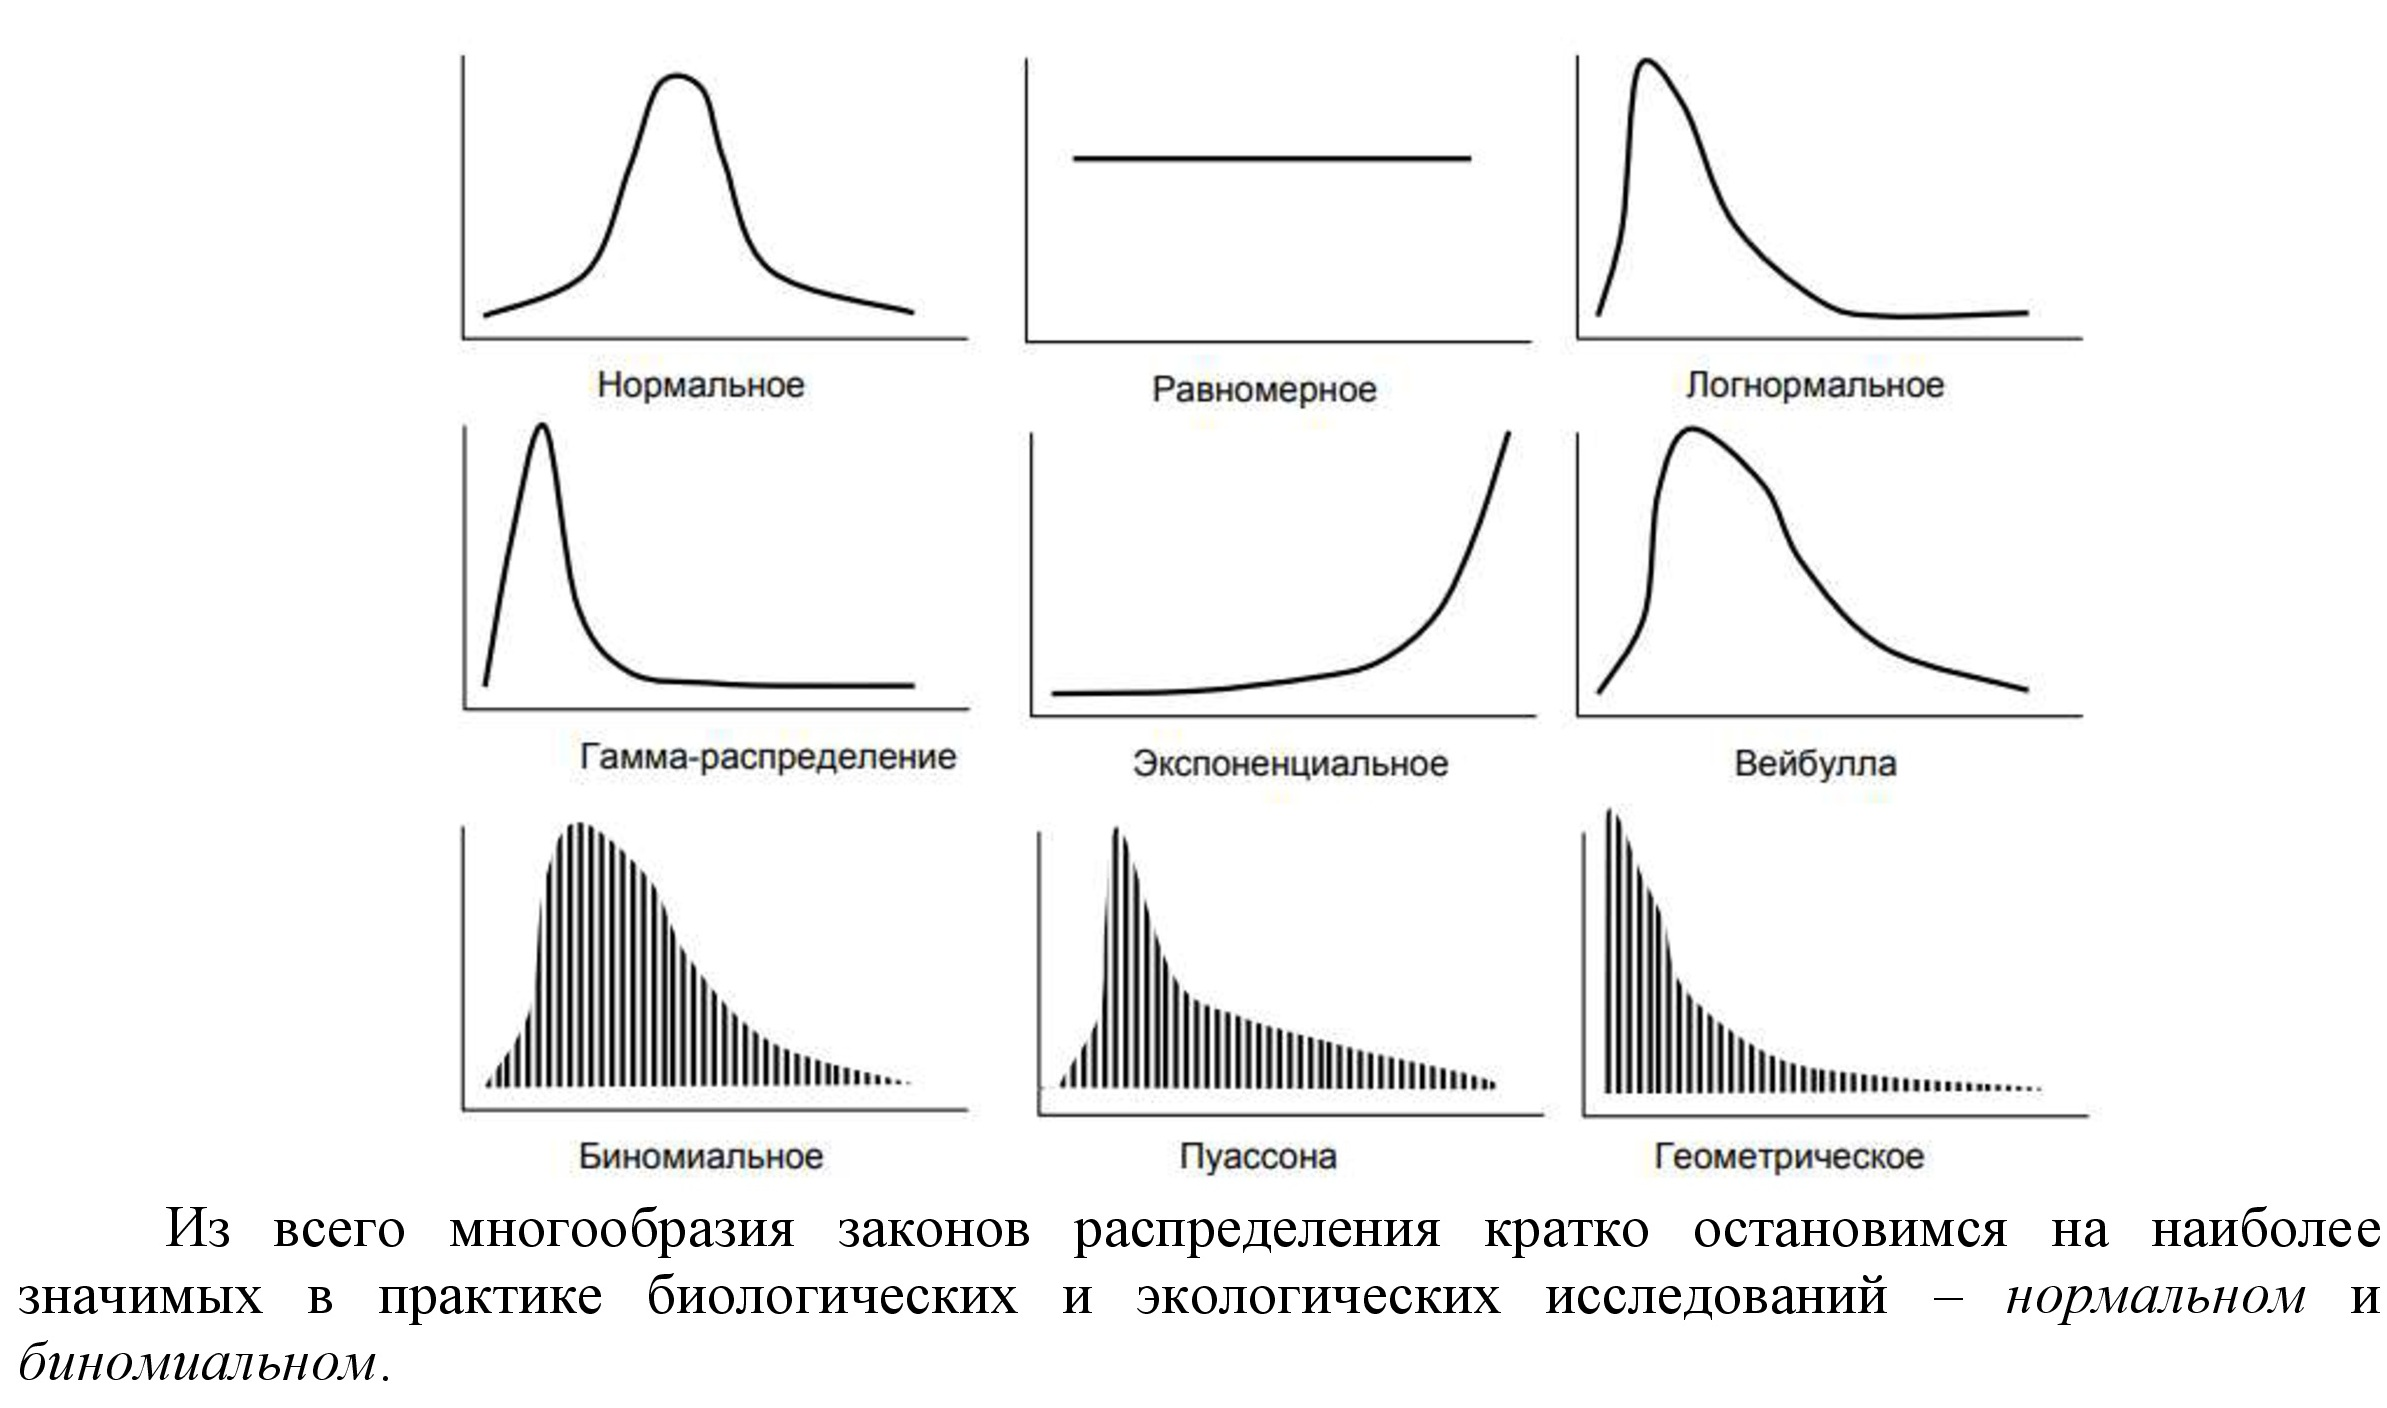 Нормальное
Равномерное
Логнормальное
Гамма-распределение
Экспоненциальное
Вейбулла
Биномиальное
Пуассона
Геометрическое
Из всего многообразия законов распределения кратко остановимся на наиболее
значимых в практике биологических и экологических исследований – нормальном и
биномиальном.